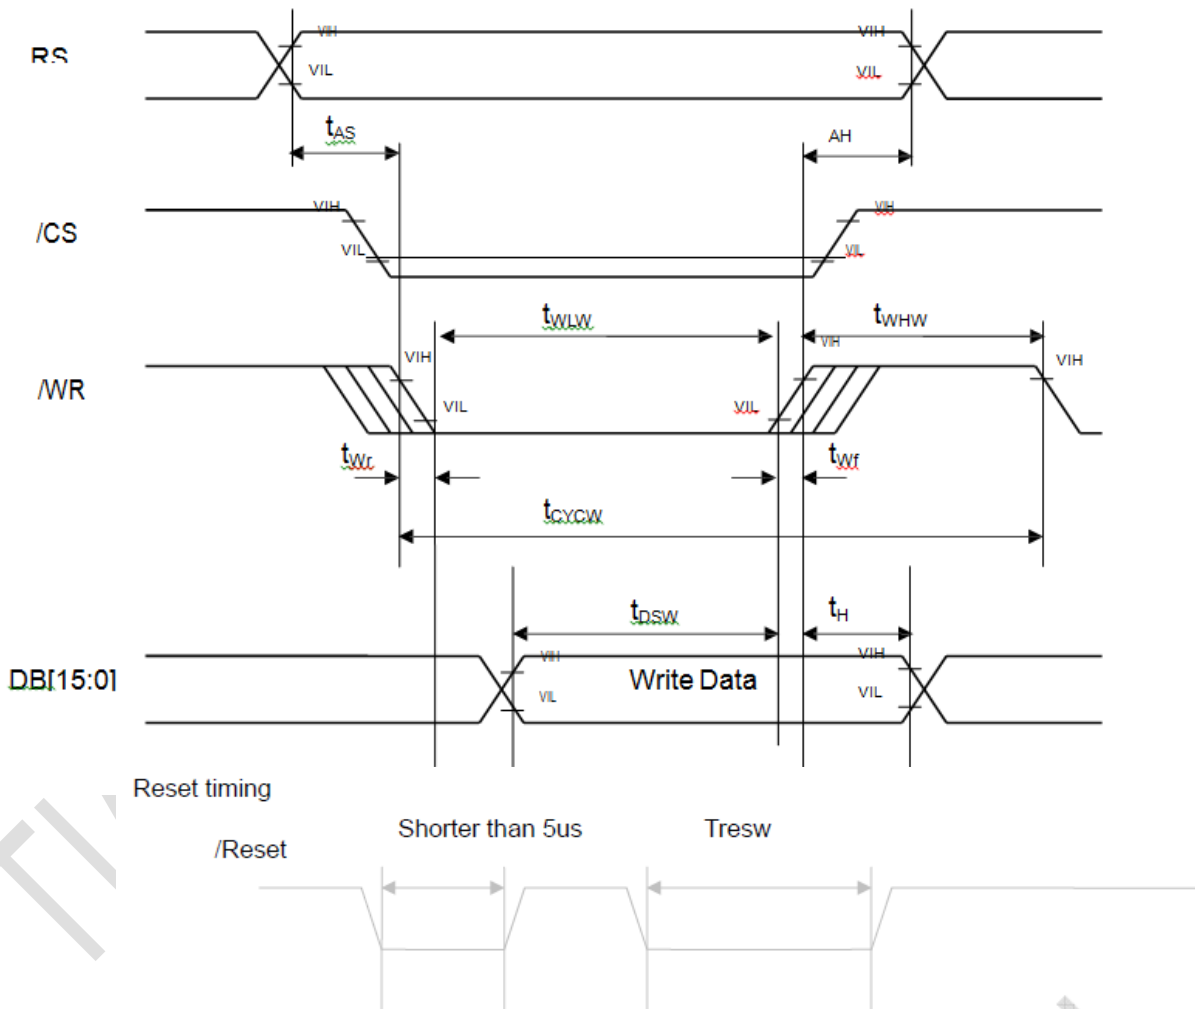 RS
VIH
VIH
VIL
VIL
tAS
AH
VIH
VIH
/CS
VIL
VIL
tWLW
tWHW
VIH
VIH
VIH
/WR
VIL
VIL
tWr
tWf
tCYCW
tDSW
tH
VIH
VIH
DB[15:0]
Write Data
VIL
VIL
Reset timing
Shorter than 5us
Tresw
/Reset